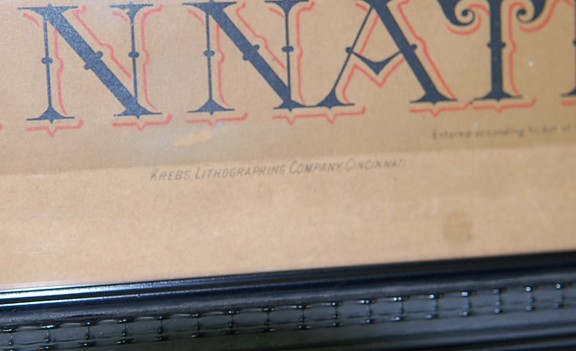 NNAT
Entered according to Act of
KREBS LITHOGRAPHING COMPANY, CINCINNATI